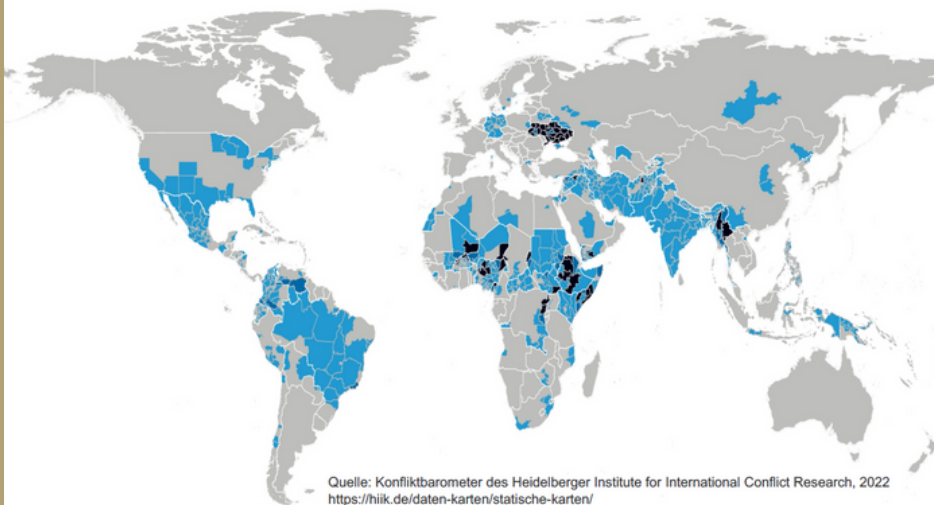 Quelle: Konfliktbarometer des Heidelberger Institute for International Conflict Research, 2022
https://hiik.de/daten-karten/statische-karten/